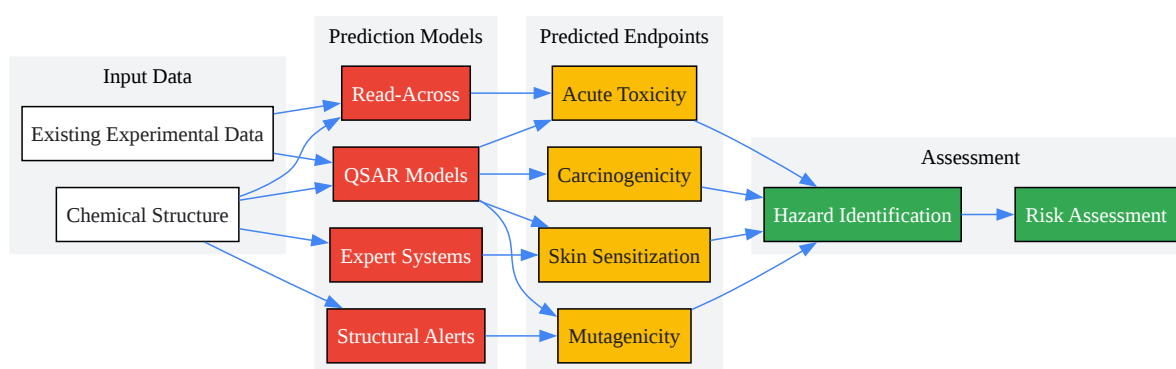 Input Data
Existing Experimental Data
Chemical Structure
Prediction Models
Read-Across
QSAR Models
Expert Systems
Structural Alerts
Predicted Endpoints
Acute Toxicity
Carcinogenicity
Skin Sensitization
Mutagenicity
Assessment
Hazard Identification
Risk Assessment